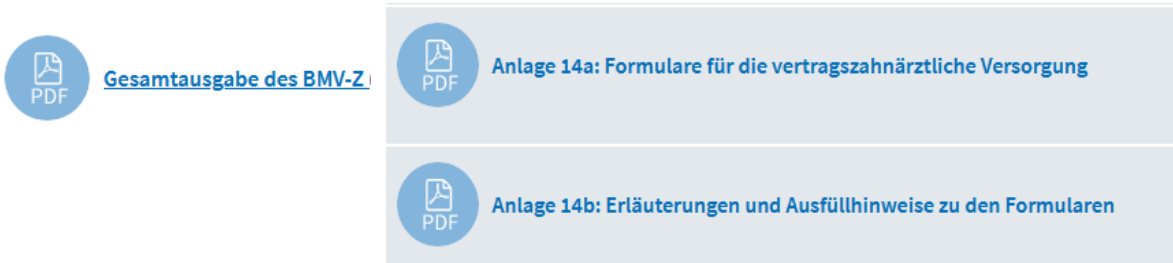 PDF
Gesamtausgabe des BMV-Z
PDF
Anlage 14a: Formulare für die vertragszahnärztliche Versorgung
PDF
Anlage 14b: Erläuterungen und Ausfüllhinweise zu den Formularen